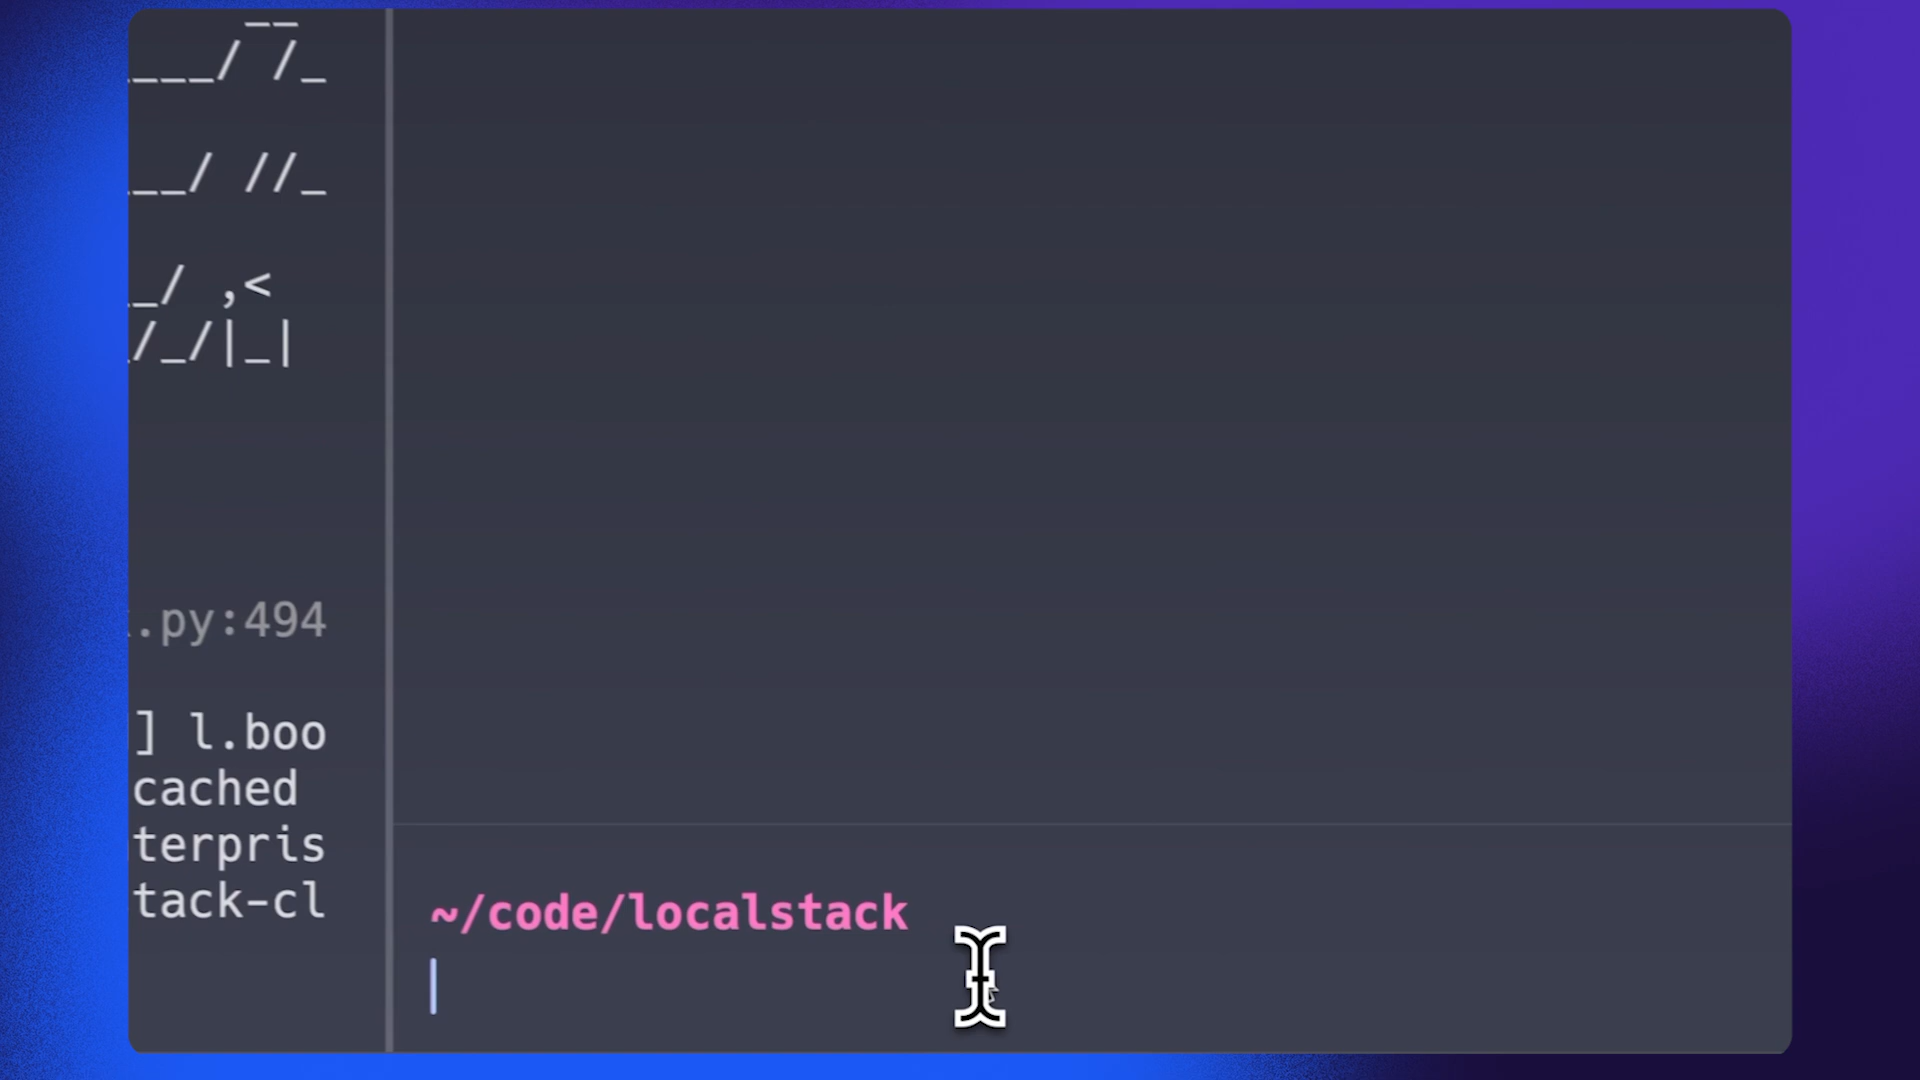 __
___/ /_
__/ //_
_/ ,<
/_/|_|
.py:494
] l.boo
cached
terpris
tack-cl
~/code/localstack